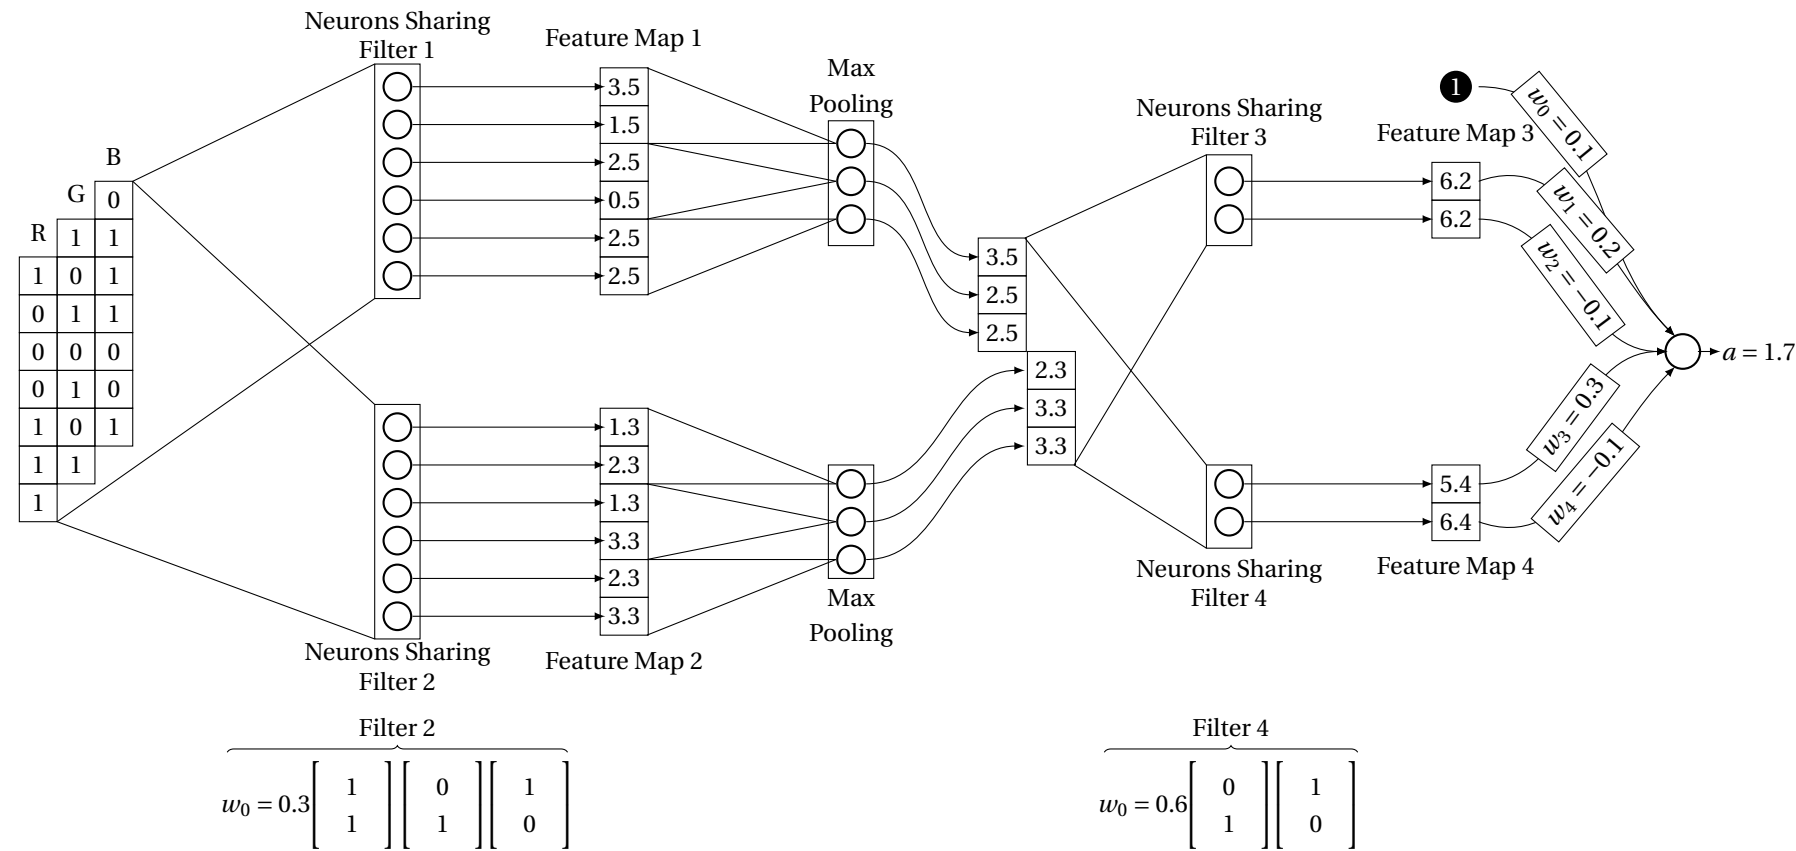 Neurons Sharing
Filter 1
Feature Map 1
3.5
1.5
2.5
0.5
2.5
2.5
Max
Pooling
R
1
0
0
0
1
1
1
G
1
0
1
0
1
0
1
B
0
1
1
1
0
0
1
1.3
2.3
1.3
3.3
2.3
3.3
Neurons Sharing
Filter 2
Feature Map 2
Max
Pooling
3.5
2.5
2.5
2.3
3.3
3.3
Neurons Sharing
Filter 3
Feature Map 3
6.2
6.2
5.4
6.4
Neurons Sharing
Filter 4
Feature Map 4
1
w₀ = 0.1
w₁ = 0.2
w₂ = −0.1
w₃ = 0.3
w₄ = −0.1
a = 1.7
Filter 2
w₀ = 0.3 [1 1] [0 1] [1 0]
Filter 4
w₀ = 0.6 [0 1] [1 0]